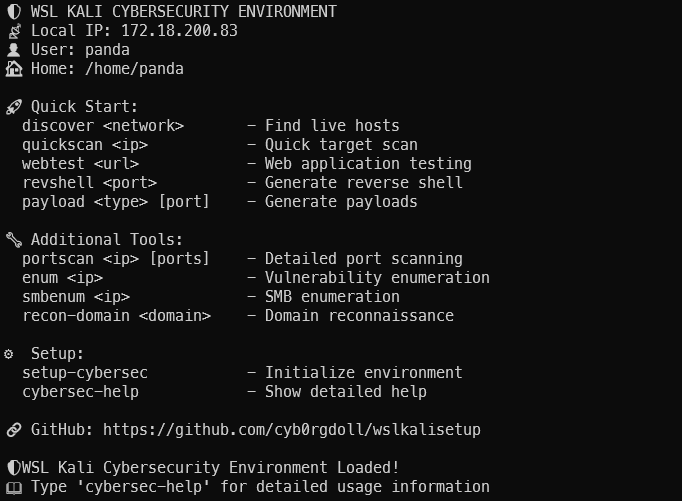 WSL KALI CYBERSECURITY ENVIRONMENT
Local IP: 172.18.200.83
User: panda
Home: /home/panda
Quick Start:
discover <network> - Find live hosts
quickscan <ip> - Quick target scan
webtest <url> - Web application testing
revshell <port> - Generate reverse shell
payload <type> [port] - Generate payloads
Additional Tools:
portscan <ip> [ports] - Detailed port scanning
enum <ip> - Vulnerability enumeration
smbenum <ip> - SMB enumeration
recon-domain <domain> - Domain reconnaissance
Setup:
setup-cybersec - Initialize environment
cybersec-help - Show detailed help
GitHub: https://github.com/cyb0rgdoll/wslkalisetup
WSL Kali Cybersecurity Environment Loaded!
Type 'cybersec-help' for detailed usage information